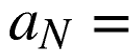 a_N =